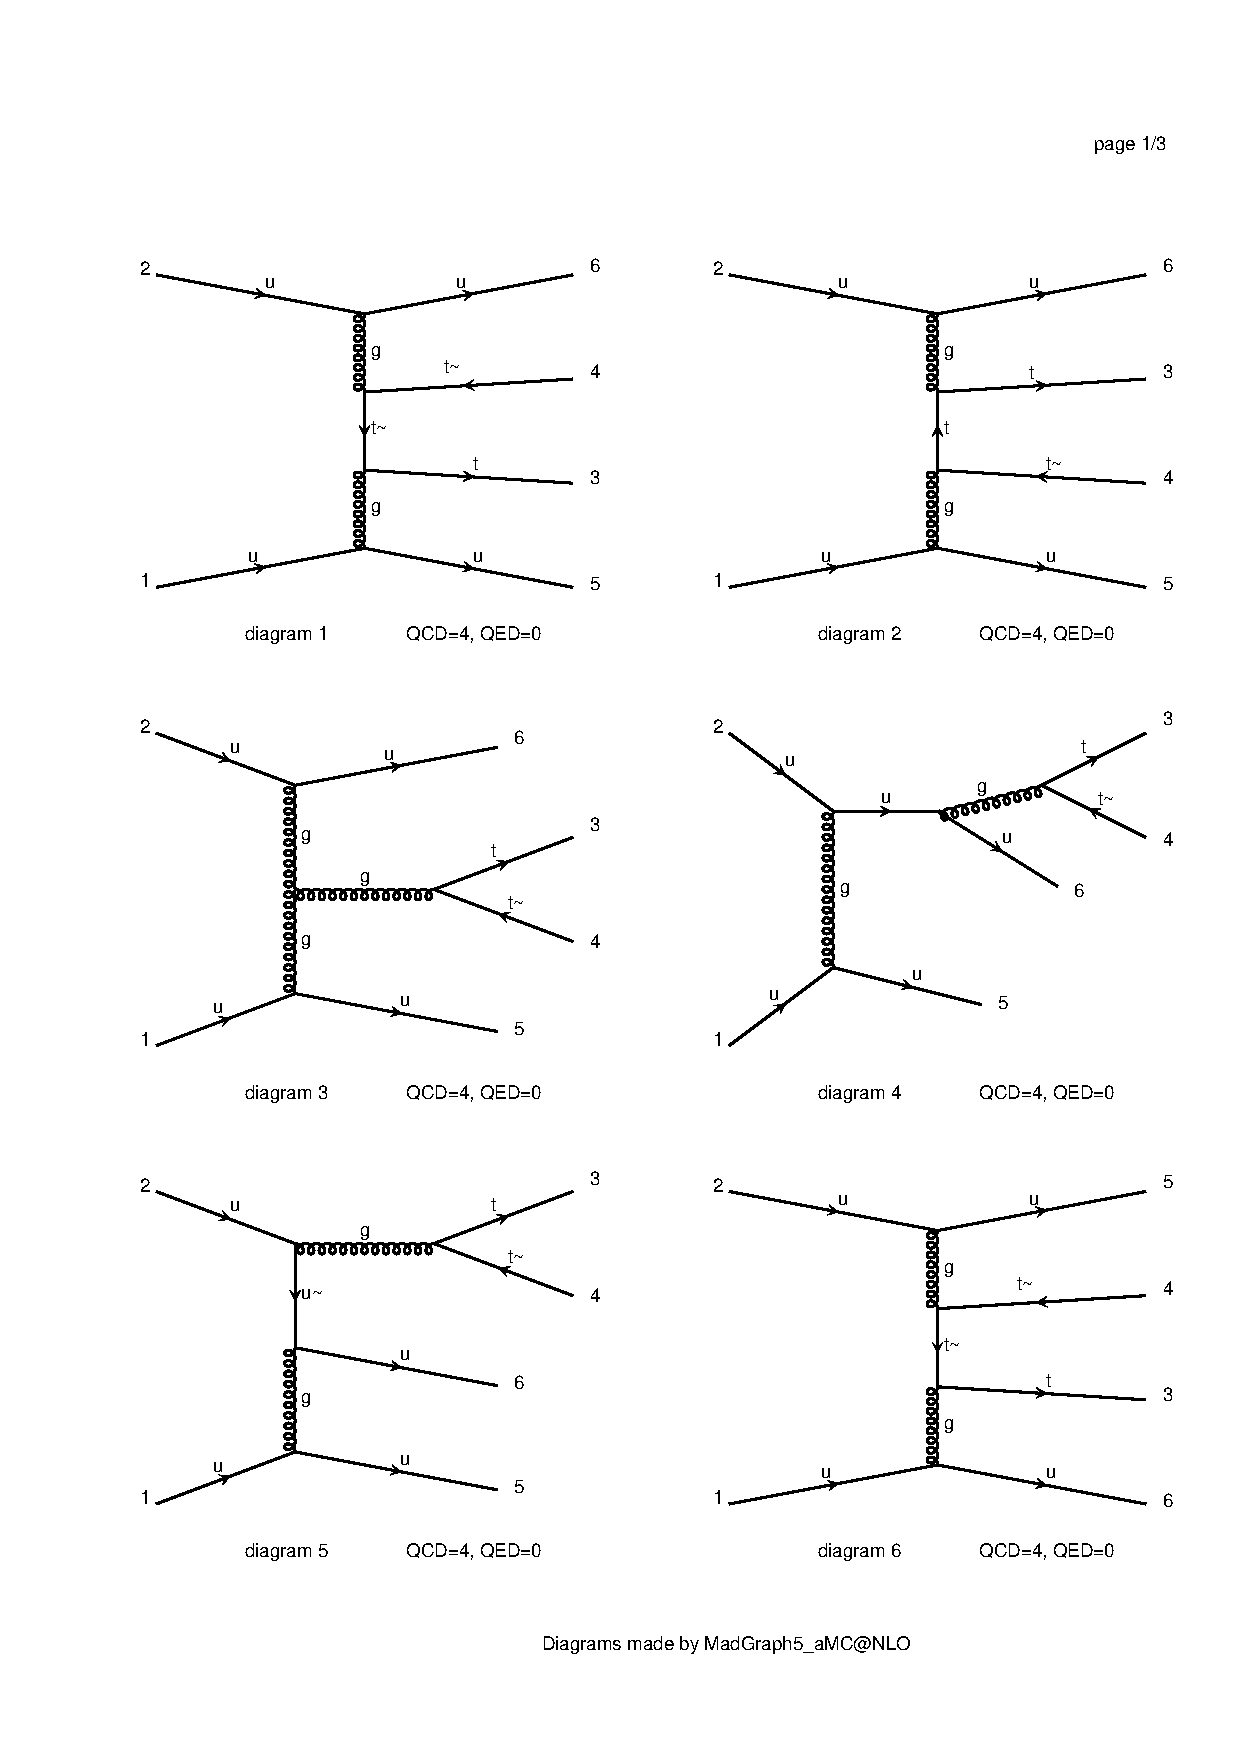 page 1/3
2 u u 6
g
t~ 4
t~
t 3
g
1 u u 5
diagram 1 QCD=4, QED=0
2 u u 6
g
t 3
t
t~ 4
g
1 u u 5
diagram 2 QCD=4, QED=0
2 u u 6
g
g t 3
t~ 4
g
1 u u 5
diagram 3 QCD=4, QED=0
2 u u g t 3
t~ 4
g u 6
1 u u 5
diagram 4 QCD=4, QED=0
2 u g t 3
u~ t~ 4
u 6
g
1 u u 5
diagram 5 QCD=4, QED=0
2 u u 5
g
t~ 4
t~
t 3
g
1 u u 6
diagram 6 QCD=4, QED=0
Diagrams made by MadGraph5_aMC@NLO